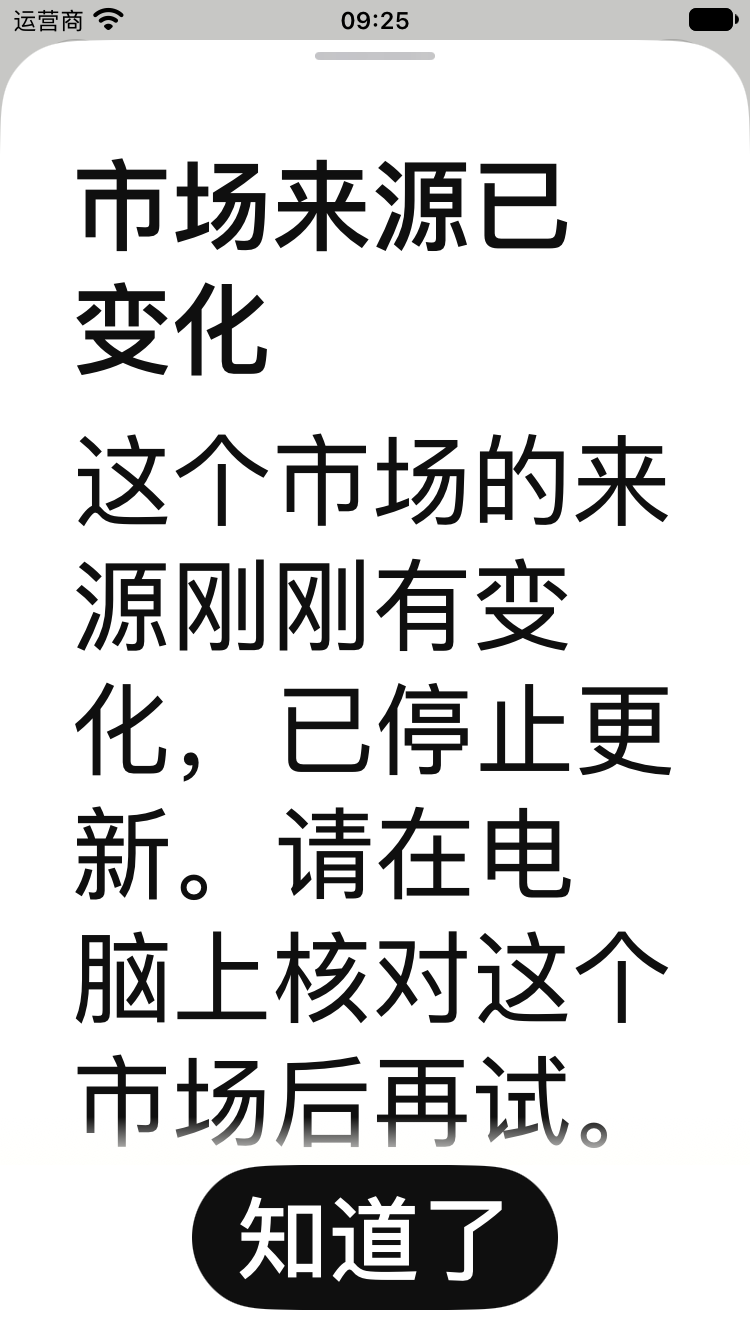 运营商 09:25
市场来源已
变化
这个市场的来
源刚刚有变
化，已停止更
新。请在电
脑上核对这个
市场后再试。
知道了